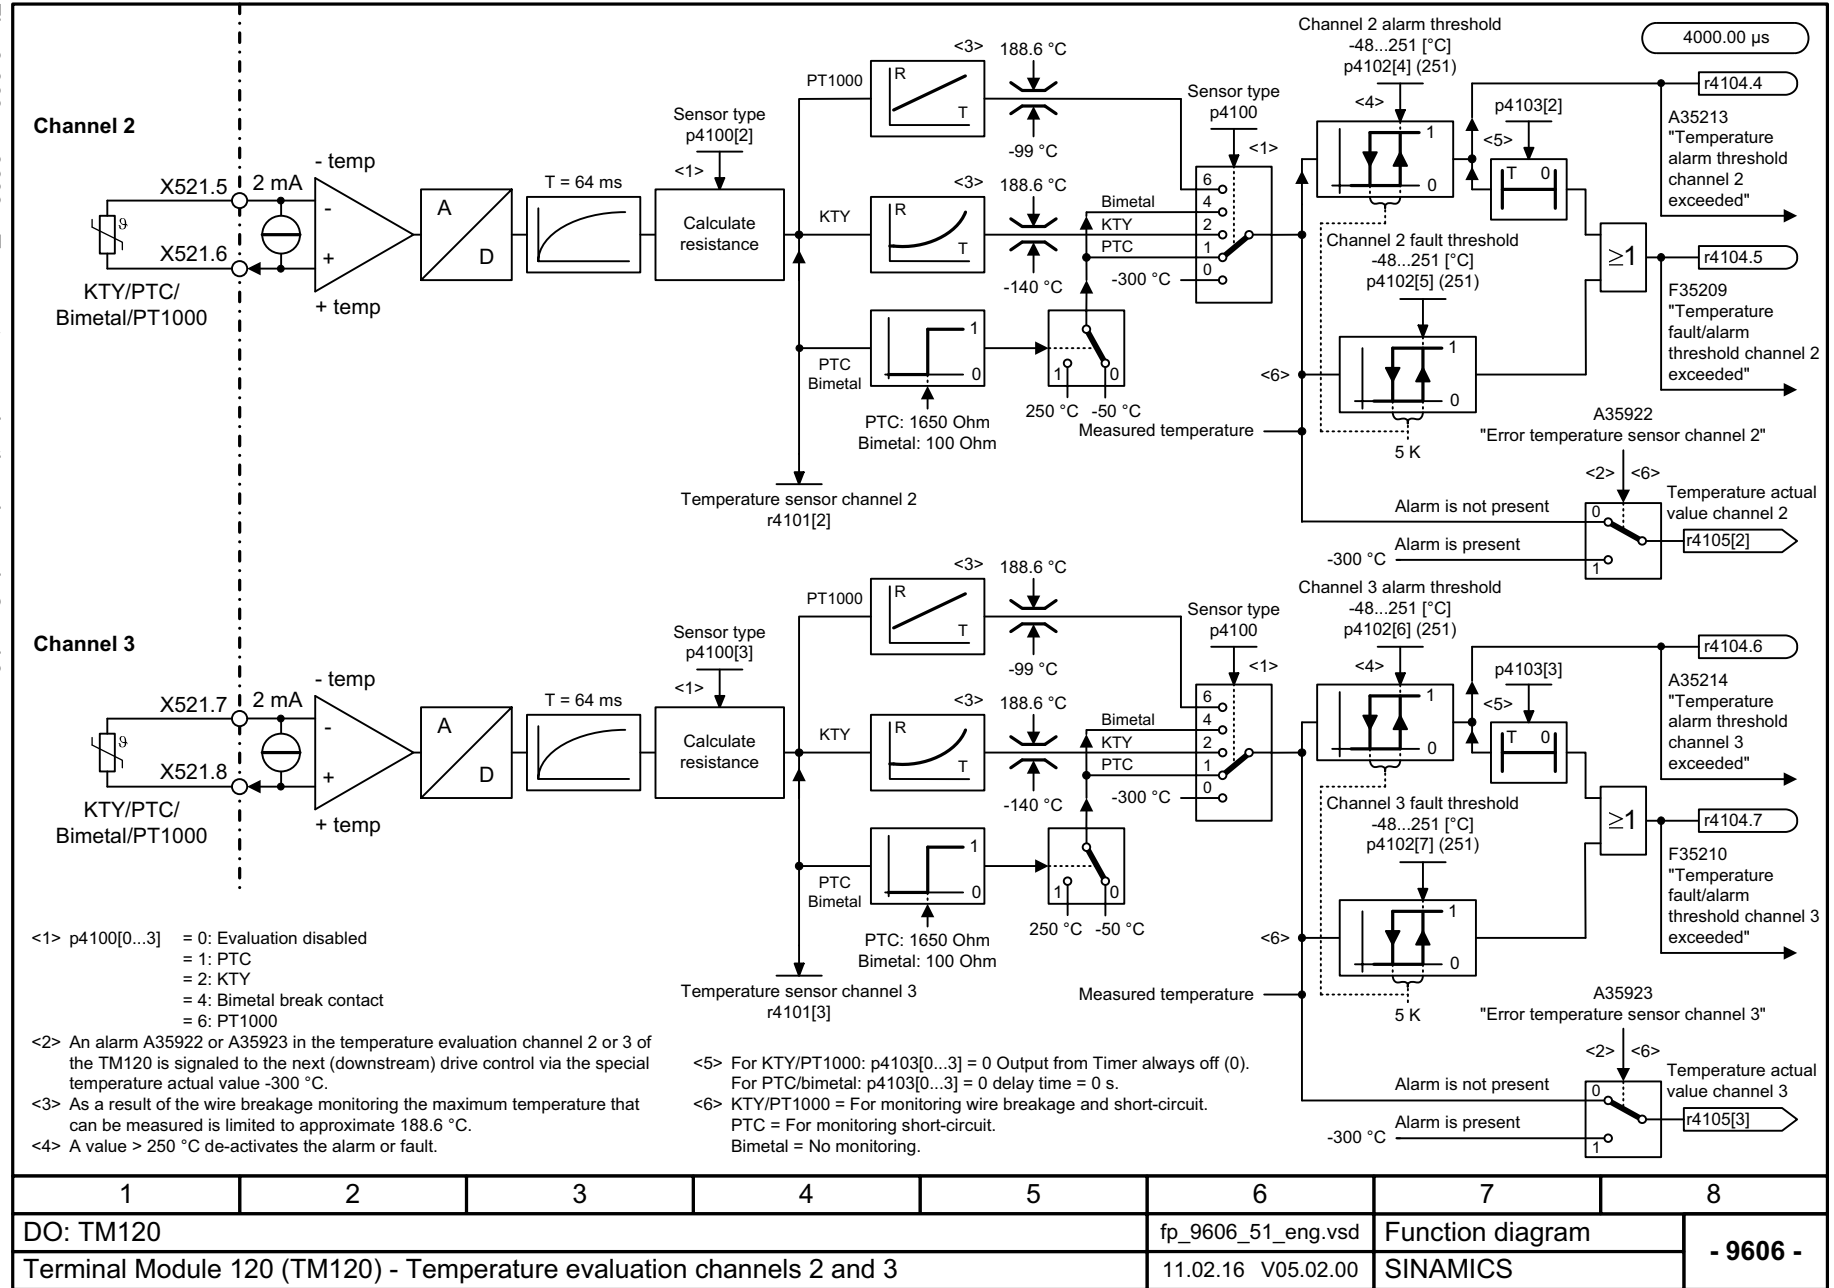 4000.00 µs
Channel 2
X521.5
X521.6
ϑ
KTY/PTC/
Bimetal/PT1000
2 mA
- temp
-
+
+ temp
A
D
T = 64 ms
Sensor type
p4100[2]
<1>
Calculate
resistance
PT1000
R
T
<3>
188.6 °C
-99 °C
KTY
R
T
<3>
188.6 °C
-140 °C
PTC
Bimetal
1
0
PTC: 1650 Ohm
Bimetal: 100 Ohm
1
0
250 °C
-50 °C
Temperature sensor channel 2
r4101[2]
Sensor type
p4100
<1>
6
4
2
1
0
Bimetal
KTY
PTC
-300 °C
Channel 2 alarm threshold
-48...251 [°C]
p4102[4] (251)
<4>
1
0
Channel 2 fault threshold
-48...251 [°C]
p4102[5] (251)
1
0
<6>
5 K
Measured temperature
p4103[2]
<5>
T
0
≥1
r4104.4
A35213
"Temperature
alarm threshold
channel 2
exceeded"
r4104.5
F35209
"Temperature
fault/alarm
threshold channel 2
exceeded"
A35922
"Error temperature sensor channel 2"
<2>
<6>
Alarm is not present
0
Alarm is present
-300 °C
1
Temperature actual
value channel 2
r4105[2]
Channel 3
X521.7
X521.8
ϑ
KTY/PTC/
Bimetal/PT1000
2 mA
- temp
-
+
+ temp
A
D
T = 64 ms
Sensor type
p4100[3]
<1>
Calculate
resistance
PT1000
R
T
<3>
188.6 °C
-99 °C
KTY
R
T
<3>
188.6 °C
-140 °C
PTC
Bimetal
1
0
PTC: 1650 Ohm
Bimetal: 100 Ohm
1
0
250 °C
-50 °C
Temperature sensor channel 3
r4101[3]
Sensor type
p4100
<1>
6
4
2
1
0
Bimetal
KTY
PTC
-300 °C
Channel 3 alarm threshold
-48...251 [°C]
p4102[6] (251)
<4>
1
0
Channel 3 fault threshold
-48...251 [°C]
p4102[7] (251)
1
0
<6>
5 K
Measured temperature
p4103[3]
<5>
T
0
≥1
r4104.6
A35214
"Temperature
alarm threshold
channel 3
exceeded"
r4104.7
F35210
"Temperature
fault/alarm
threshold channel 3
exceeded"
A35923
"Error temperature sensor channel 3"
<2>
<6>
Alarm is not present
0
Alarm is present
-300 °C
1
Temperature actual
value channel 3
r4105[3]
<1> p4100[0...3] = 0: Evaluation disabled
= 1: PTC
= 2: KTY
= 4: Bimetal break contact
= 6: PT1000
<2> An alarm A35922 or A35923 in the temperature evaluation channel 2 or 3 of
the TM120 is signaled to the next (downstream) drive control via the special
temperature actual value -300 °C.
<3> As a result of the wire breakage monitoring the maximum temperature that
can be measured is limited to approximate 188.6 °C.
<4> A value > 250 °C de-activates the alarm or fault.
<5> For KTY/PT1000: p4103[0...3] = 0 Output from Timer always off (0).
For PTC/bimetal: p4103[0...3] = 0 delay time = 0 s.
<6> KTY/PT1000 = For monitoring wire breakage and short-circuit.
PTC = For monitoring short-circuit.
Bimetal = No monitoring.
1 2 3 4 5 6 7 8
DO: TM120
fp_9606_51_eng.vsd
Function diagram
- 9606 -
Terminal Module 120 (TM120) - Temperature evaluation channels 2 and 3
11.02.16 V05.02.00
SINAMICS